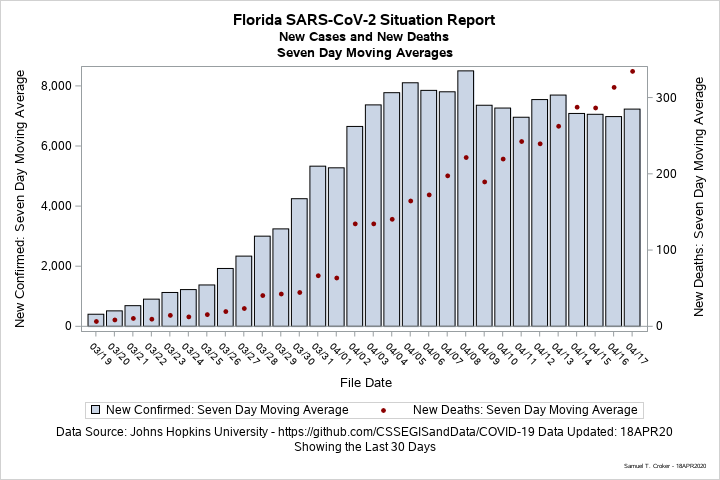 Florida SARS-CoV-2 Situation Report
New Cases and New Deaths
Seven Day Moving Averages
New Confirmed: Seven Day Moving Average
8,000
6,000
4,000
2,000
0
New Deaths: Seven Day Moving Average
300
200
100
0
03/19 03/20 03/21 03/22 03/23 03/24 03/25 03/26 03/27 03/28 03/29 03/30 03/31 04/01 04/02 04/03 04/04 04/05 04/06 04/07 04/08 04/09 04/10 04/11 04/12 04/13 04/14 04/15 04/16 04/17
File Date
New Confirmed: Seven Day Moving Average New Deaths: Seven Day Moving Average
Data Source: Johns Hopkins University - https://github.com/CSSEGISandData/COVID-19 Data Updated: 18APR20
Showing the Last 30 Days
Samuel T. Croker - 18APR2020